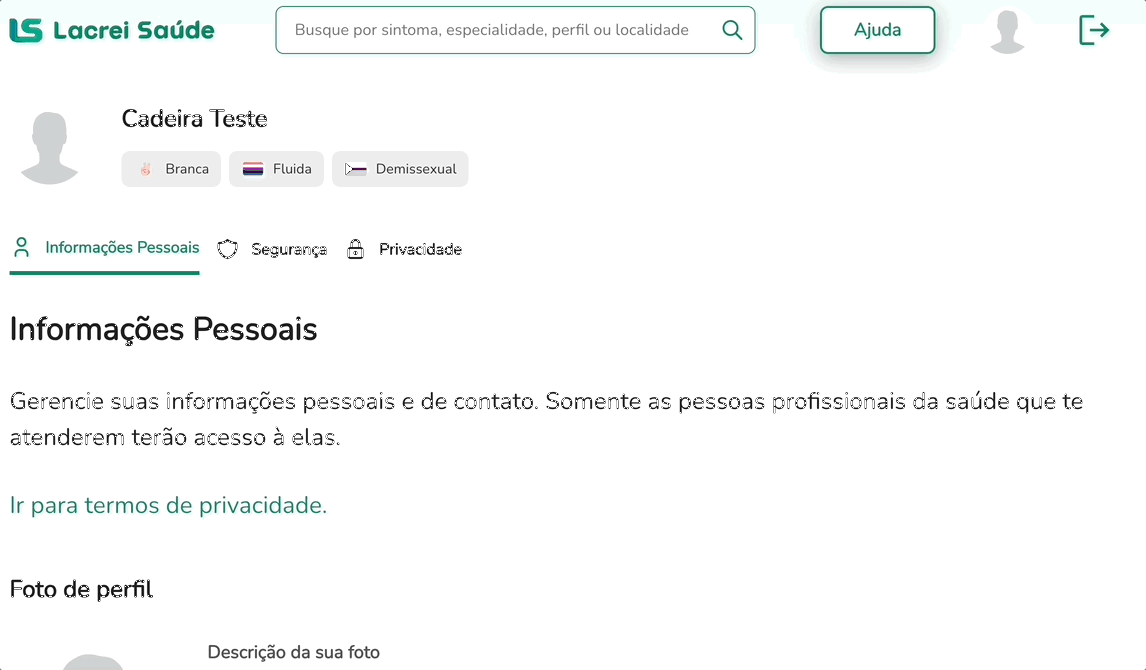 Lacrei Saúde
Busque por sintoma, especialidade, perfil ou localidade
Ajuda
Cadeira Teste
Branca
Fluida
Demissexual
Informações Pessoais
Segurança
Privacidade
Informações Pessoais
Gerencie suas informações pessoais e de contato. Somente as pessoas profissionais da saúde que te
atenderem terão acesso à elas.
Ir para termos de privacidade.
Foto de perfil
Descrição da sua foto